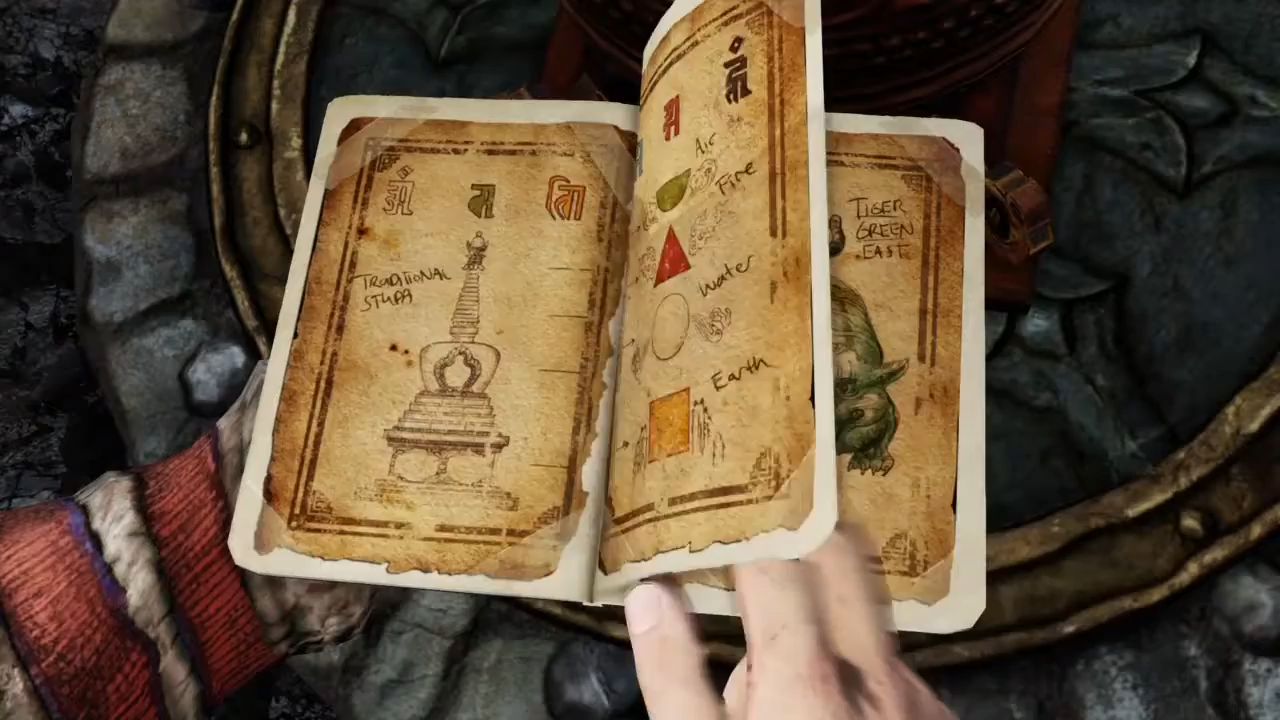 TRADITIONAL
STUPA
Air
Fire
Water
Earth
TIGER
GREEN
EAST